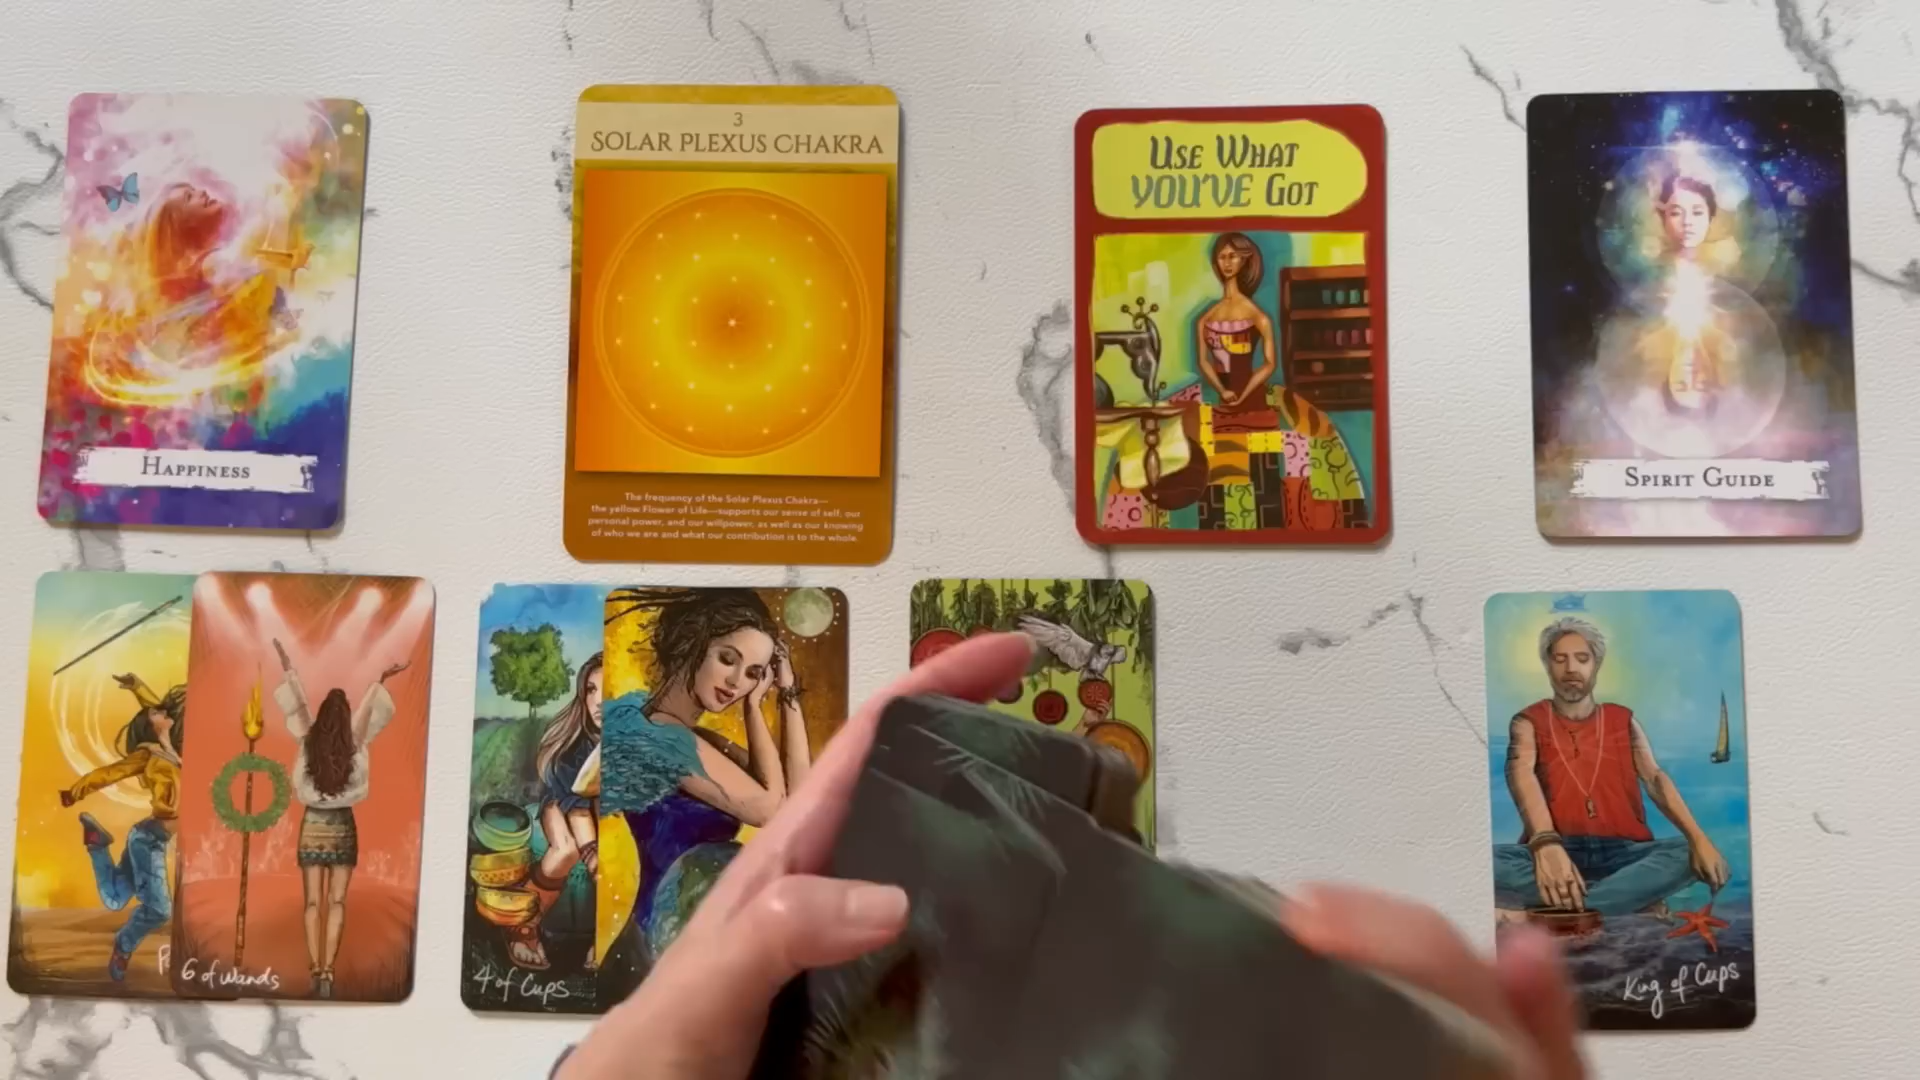 Happiness
3
Solar Plexus Chakra
The frequency of the Solar Plexus Chakra—
the yellow Flower of Life—supports our sense of self, our
personal power, and our willpower, as well as our knowing
of who we are and what our contribution is to the whole.
Use What
YOU'VE Got
Spirit Guide
6 of Wands
4 of Cups
King of Cups